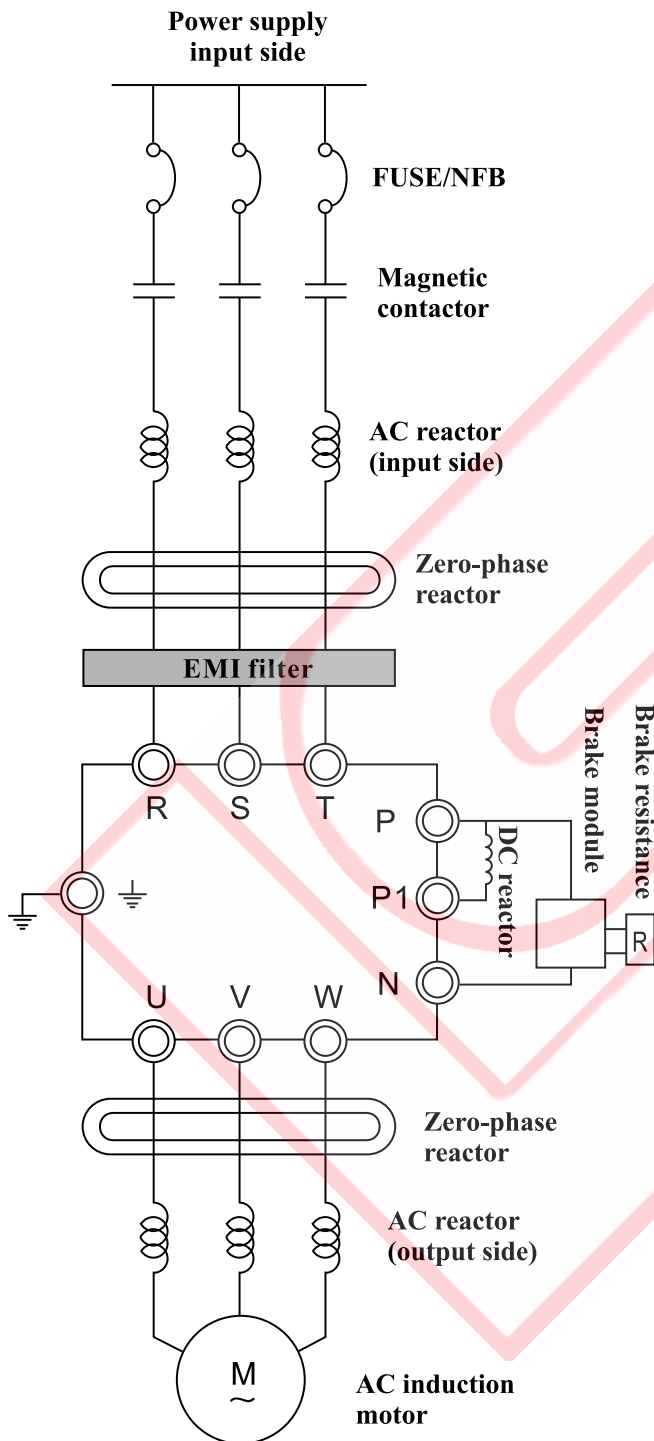 Power supply
input side
FUSE/NFB
Magnetic
contactor
AC reactor
(input side)
Zero-phase
reactor
EMI filter
R S T
P
DC reactor
Brake module
Brake resistance
P1
R
N
U V W
Zero-phase
reactor
AC reactor
(output side)
M
~
AC induction
motor